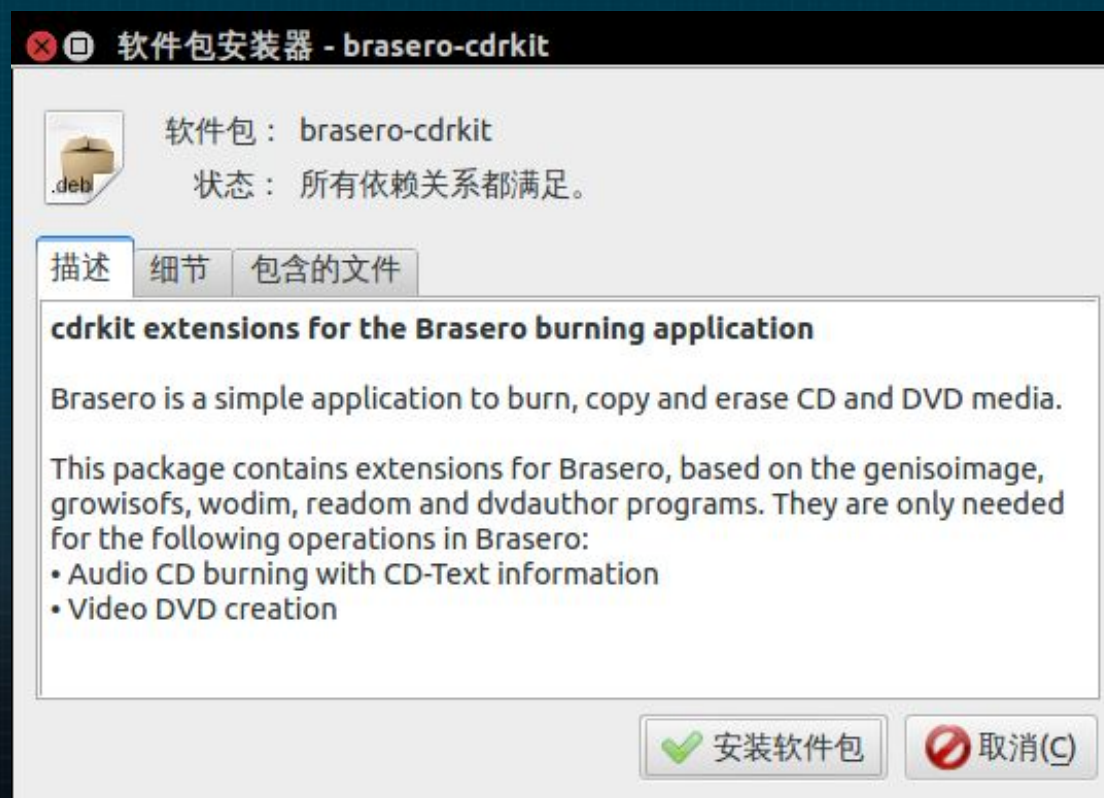 软件包安装器 - brasero-cdrkit
软件包： brasero-cdrkit
.deb
状态： 所有依赖关系都满足。
描述 细节 包含的文件
cdrkit extensions for the Brasero burning application
Brasero is a simple application to burn, copy and erase CD and DVD media.
This package contains extensions for Brasero, based on the genisoimage,
growisofs, wodim, readom and dvdauthor programs. They are only needed
for the following operations in Brasero:
• Audio CD burning with CD-Text information
• Video DVD creation
安装软件包 取消(C)